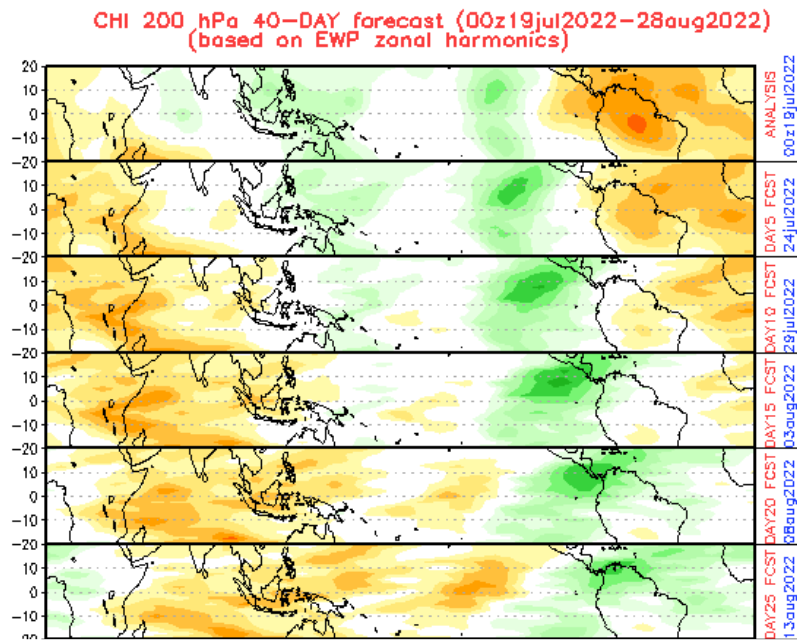 CHI 200 hPa 40-DAY forecast (00z19jul2022-28aug2022)
(based on EWP zonal harmonics)
20
10
0
-10
-20
ANALYSIS
00z19jul2022
10
0
-10
-20
DAY5 FCST
24jul2022
10
0
-10
-20
DAY10 FCST
29jul2022
10
0
-10
-20
DAY15 FCST
03aug2022
10
0
-10
-20
DAY20 FCST
08aug2022
10
0
-10
DAY25 FCST
13aug2022